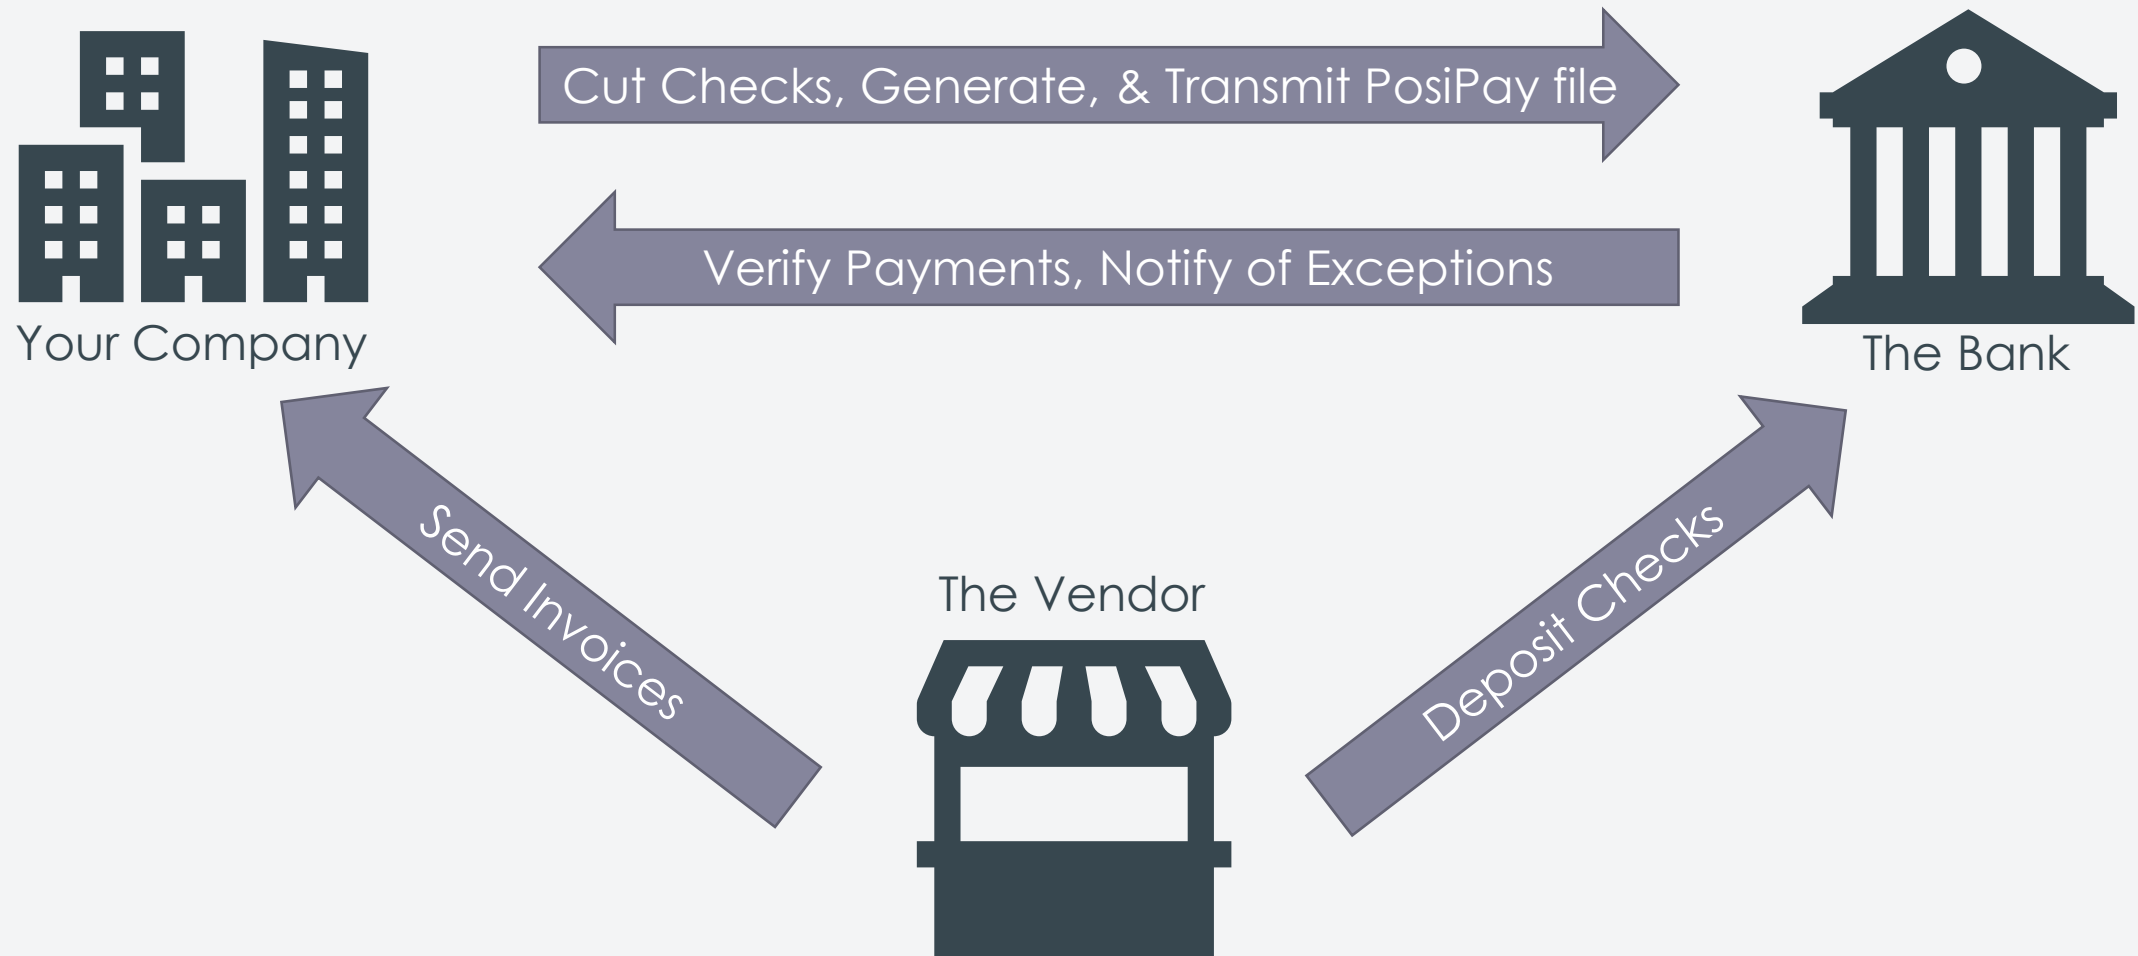 Cut Checks, Generate, & Transmit PosiPay file
Verify Payments, Notify of Exceptions
Your Company
The Bank
Send Invoices
Deposit Checks
The Vendor